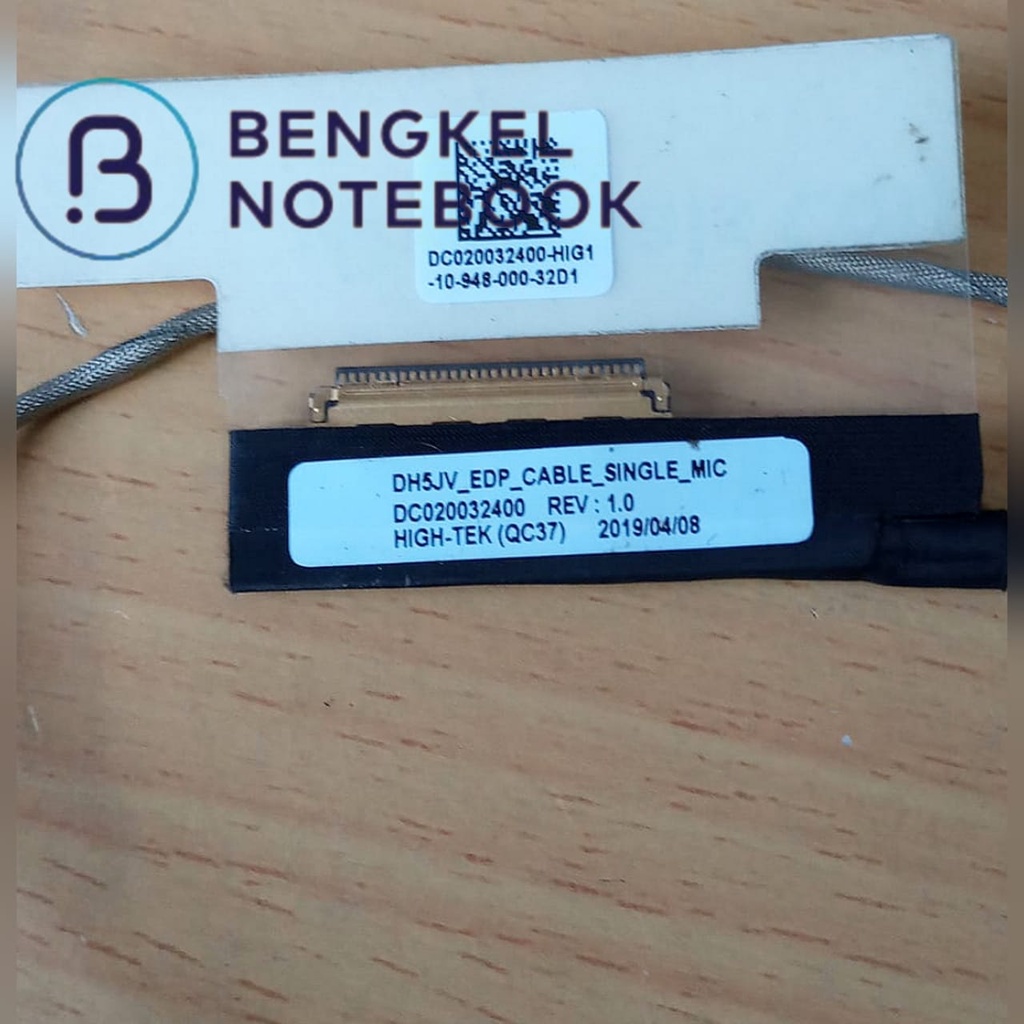 BENGKEL
NOTEBOOK
DC020032400-HIG1
-10-948-000-32D1
DH5JV_EDP_CABLE_SINGLE_MIC
DC020032400 REV : 1.0
HIGH-TEK (QC37) 2019/04/08